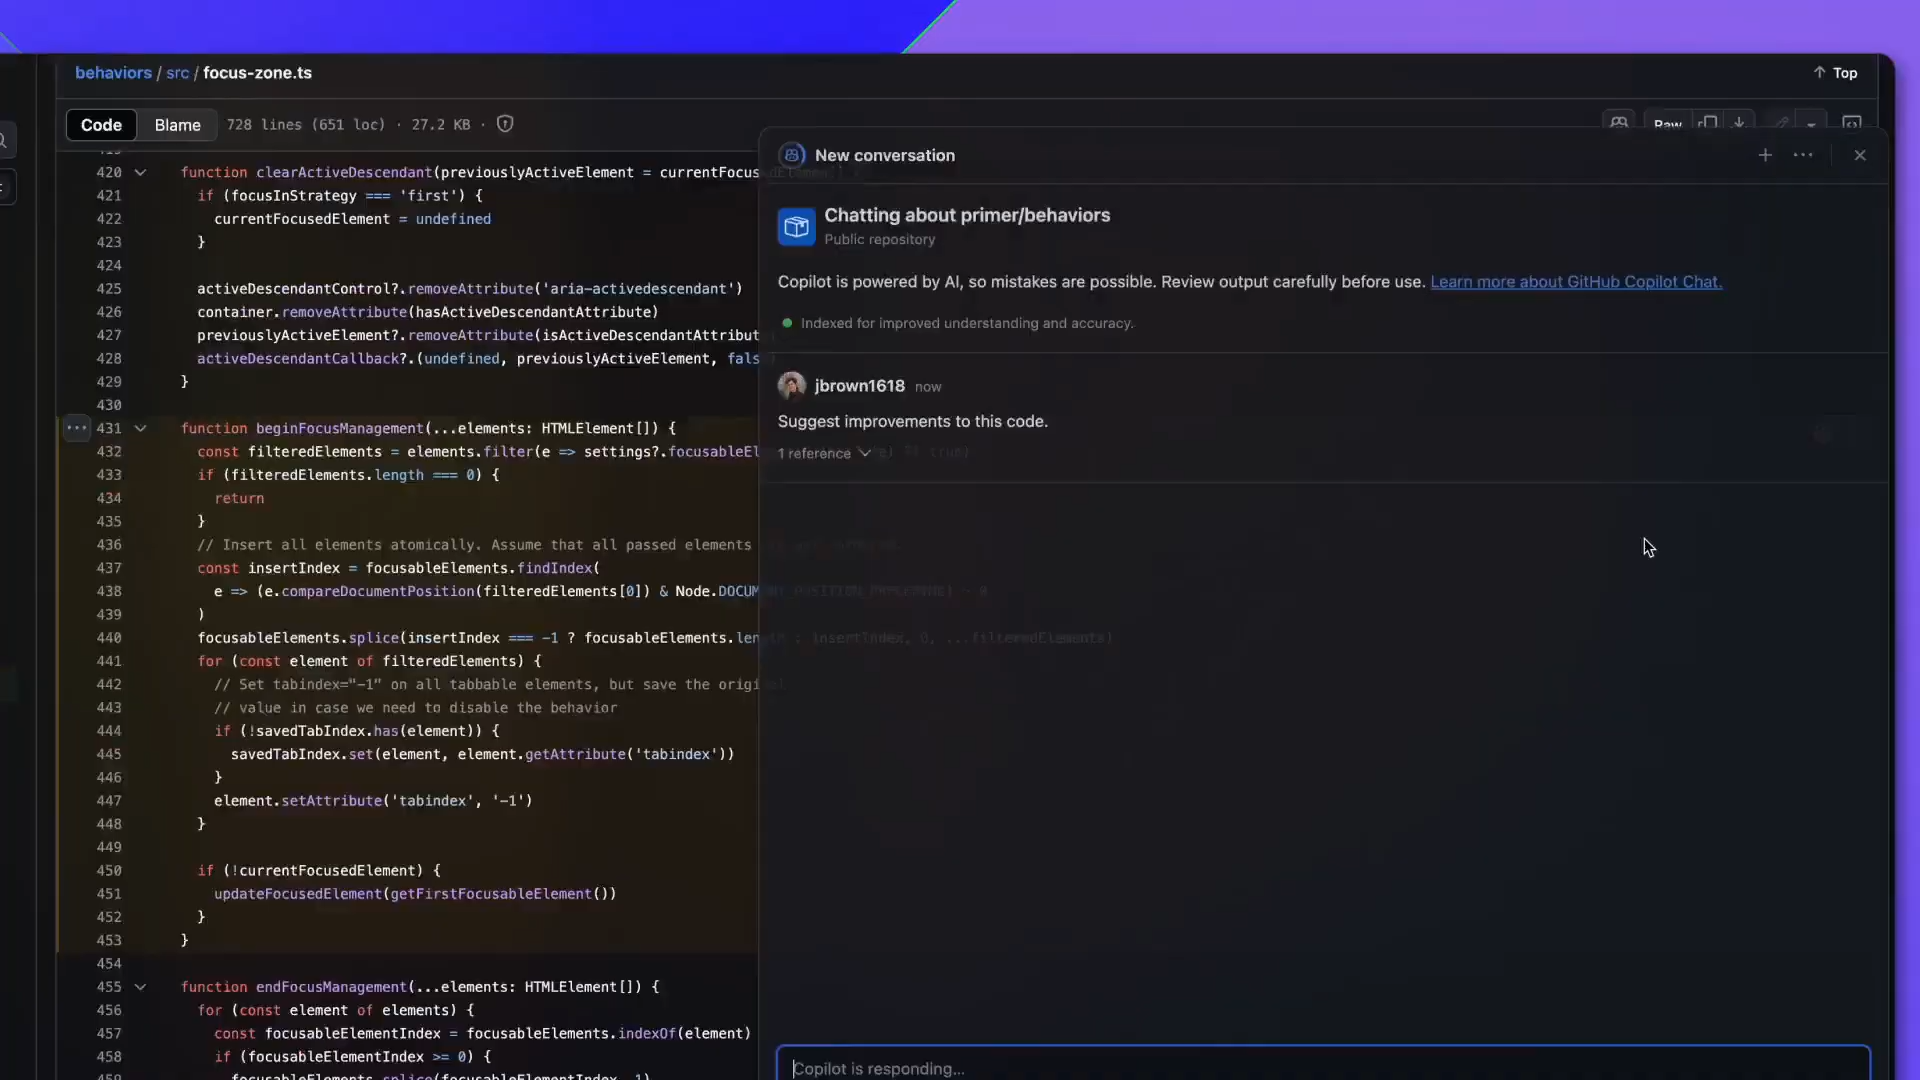 behaviors / src / focus-zone.ts
Top
Code Blame 728 lines (651 loc) · 27.2 KB ·
Raw
420 function clearActiveDescendant(previouslyActiveElement = currentFocus
421 if (focusInStrategy === 'first') {
422 currentFocusedElement = undefined
423 }
424
425 activeDescendantControl?.removeAttribute('aria-activedescendant')
426 container.removeAttribute(hasActiveDescendantAttribute)
427 previouslyActiveElement?.removeAttribute(isActiveDescendantAttribut
428 activeDescendantCallback?.(undefined, previouslyActiveElement, fals
429 }
430
431 function beginFocusManagement(...elements: HTMLElement[]) {
432 const filteredElements = elements.filter(e => settings?.focusableEl
433 if (filteredElements.length === 0) {
434 return
435 }
436 // Insert all elements atomically. Assume that all passed elements
437 const insertIndex = focusableElements.findIndex(
438 e => (e.compareDocumentPosition(filteredElements[0]) & Node.DOCUM
439 )
440 focusableElements.splice(insertIndex === -1 ? focusableElements.length : insertIndex, 0, ...filteredElements)
441 for (const element of filteredElements) {
442 // Set tabindex="-1" on all tabbable elements, but save the origi
443 // value in case we need to disable the behavior
444 if (!savedTabIndex.has(element)) {
445 savedTabIndex.set(element, element.getAttribute('tabindex'))
446 }
447 element.setAttribute('tabindex', '-1')
448 }
449
450 if (!currentFocusedElement) {
451 updateFocusedElement(getFirstFocusableElement())
452 }
453 }
454
455 function endFocusManagement(...elements: HTMLElement[]) {
456 for (const element of elements) {
457 const focusableElementIndex = focusableElements.indexOf(element)
458 if (focusableElementIndex >= 0) {
459 focusableElements.splice(focusableElementIndex, 1)
New conversation
Chatting about primer/behaviors
Public repository
Copilot is powered by AI, so mistakes are possible. Review output carefully before use. Learn more about GitHub Copilot Chat.
Indexed for improved understanding and accuracy.
jbrown1618 now
Suggest improvements to this code.
1 reference
Copilot is responding...